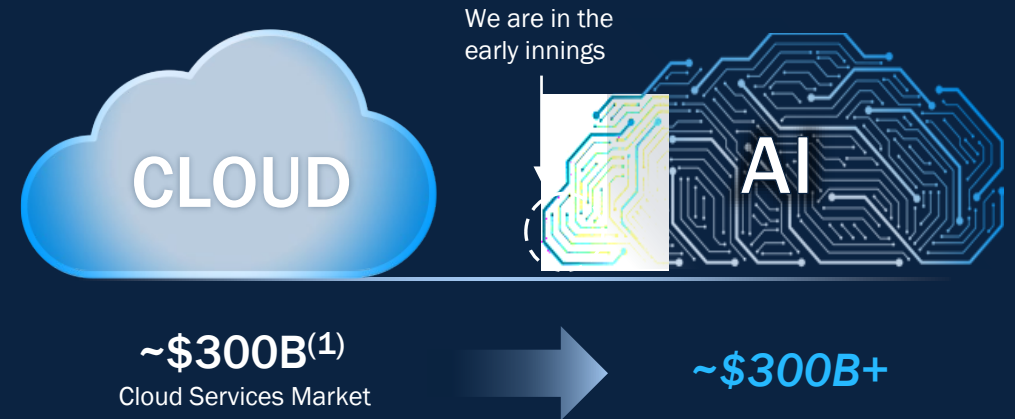 We are in the
early innings
CLOUD
AI
~$300B(1)
Cloud Services Market
~$300B+